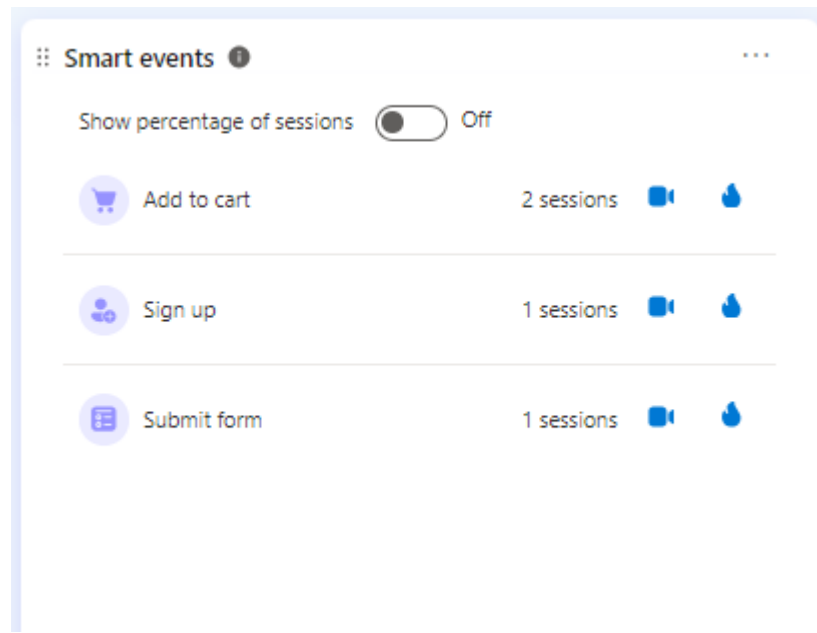 Smart events
Show percentage of sessions Off
Add to cart 2 sessions
Sign up 1 sessions
Submit form 1 sessions